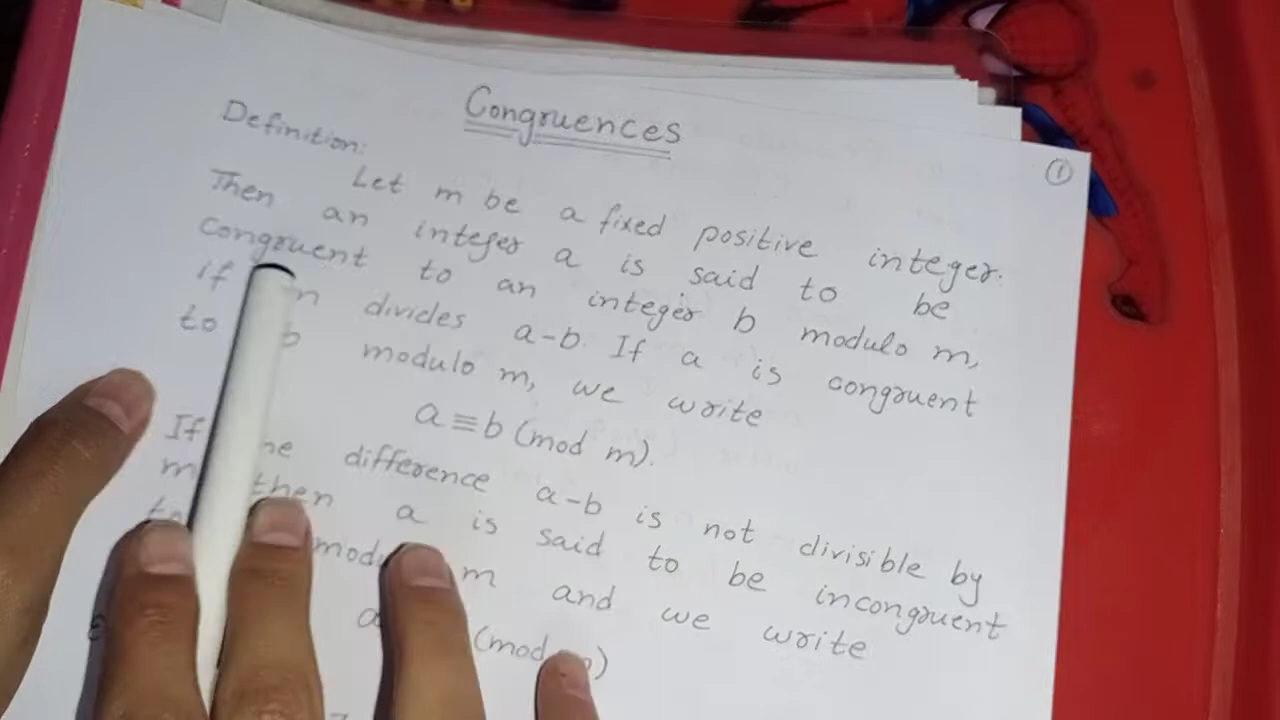 Congruences
①
Definition:
Let m be a fixed positive integer.
Then an integer a is said to be
congruent to an integer b modulo m,
if divides a-b. If a is congruent
to b modulo m, we write
a≡b (mod m).
If difference a-b is not divisible by
m then a is said to be incongruent
m and we write
a (mod